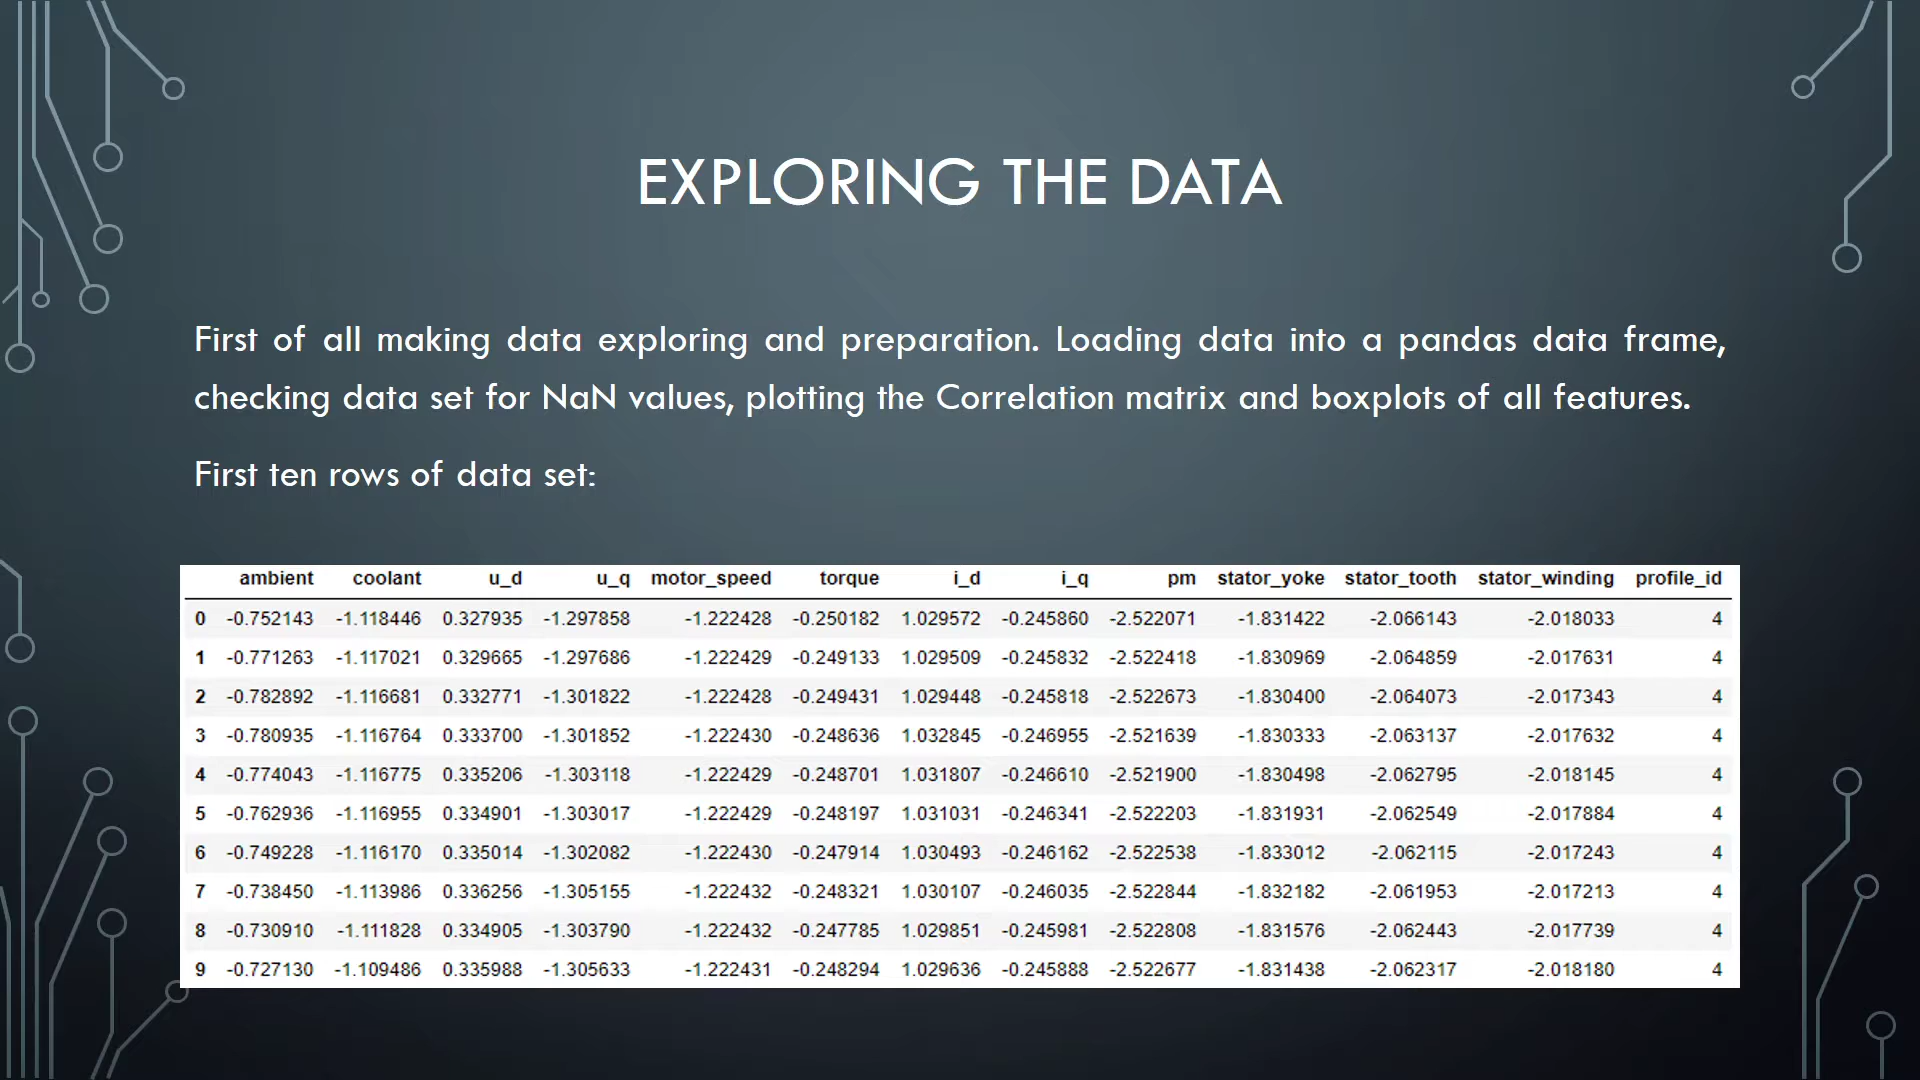 EXPLORING THE DATA
First of all making data exploring and preparation. Loading data into a pandas data frame,
checking data set for NaN values, plotting the Correlation matrix and boxplots of all features.
First ten rows of data set:
ambient coolant u_d u_q motor_speed torque i_d i_q pm stator_yoke stator_tooth stator_winding profile_id
0 -0.752143 -1.118446 0.327935 -1.297858 -1.222428 -0.250182 1.029572 -0.245860 -2.522071 -1.831422 -2.066143 -2.018033 4
1 -0.771263 -1.117021 0.329665 -1.297686 -1.222429 -0.249133 1.029509 -0.245832 -2.522418 -1.830969 -2.064859 -2.017631 4
2 -0.782892 -1.116681 0.332771 -1.301822 -1.222428 -0.249431 1.029448 -0.245818 -2.522673 -1.830400 -2.064073 -2.017343 4
3 -0.780935 -1.116764 0.333700 -1.301852 -1.222430 -0.248636 1.032845 -0.246955 -2.521639 -1.830333 -2.063137 -2.017632 4
4 -0.774043 -1.116775 0.335206 -1.303118 -1.222429 -0.248701 1.031807 -0.246610 -2.521900 -1.830498 -2.062795 -2.018145 4
5 -0.762936 -1.116955 0.334901 -1.303017 -1.222429 -0.248197 1.031031 -0.246341 -2.522203 -1.831931 -2.062549 -2.017884 4
6 -0.749228 -1.116170 0.335014 -1.302082 -1.222430 -0.247914 1.030493 -0.246162 -2.522538 -1.833012 -2.062115 -2.017243 4
7 -0.738450 -1.113986 0.336256 -1.305155 -1.222432 -0.248321 1.030107 -0.246035 -2.522844 -1.832182 -2.061953 -2.017213 4
8 -0.730910 -1.111828 0.334905 -1.303790 -1.222432 -0.247785 1.029851 -0.245981 -2.522808 -1.831576 -2.062443 -2.017739 4
9 -0.727130 -1.109486 0.335988 -1.305633 -1.222431 -0.248294 1.029636 -0.245888 -2.522677 -1.831438 -2.062317 -2.018180 4